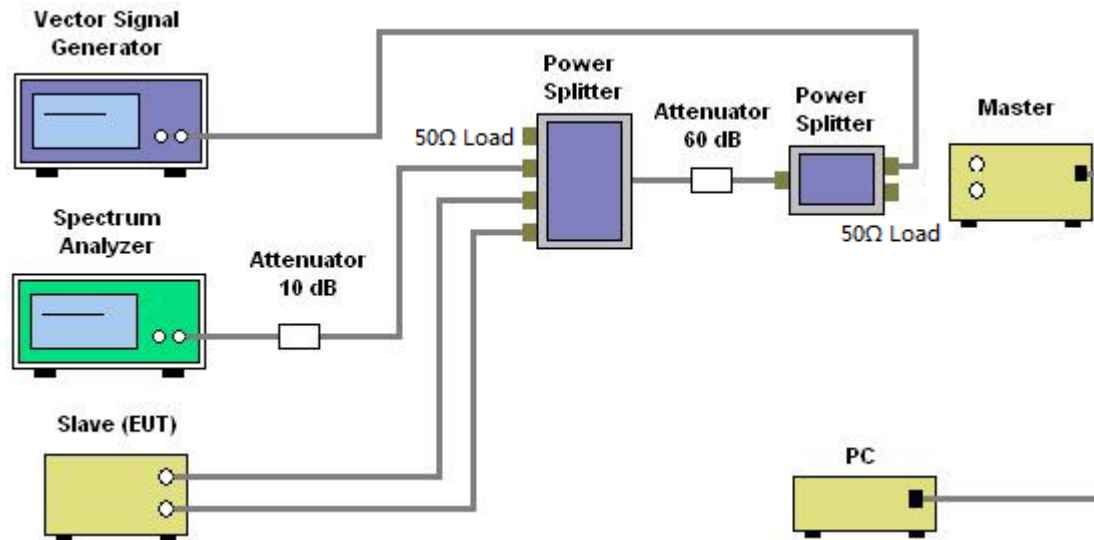 Vector Signal
Generator
Power
Splitter
Attenuator
60 dB
Power
Splitter
Master
50Ω Load
50Ω Load
Spectrum
Analyzer
Attenuator
10 dB
Slave (EUT)
PC